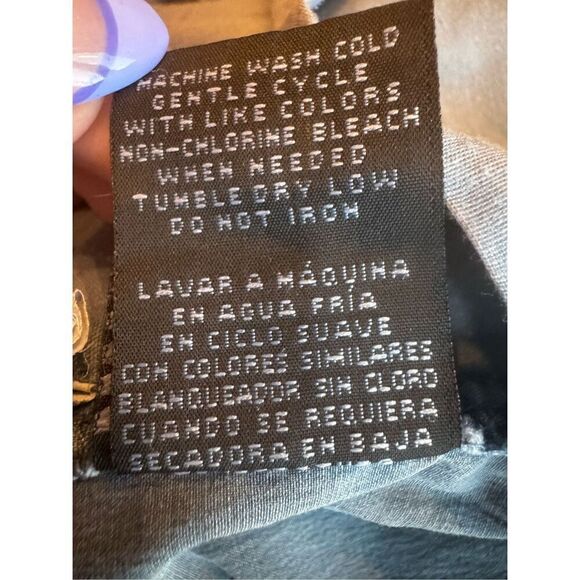 MACHINE WASH COLD
GENTLE CYCLE
WITH LIKE COLORS
NON-CHLORINE BLEACH
WHEN NEEDED
TUMBLE DRY LOW
DO NOT IRON
LAVAR A MÁQUINA
EN AGUA FRÍA
EN CICLO SUAVE
CON COLORES SIMILARES
BLANQUEADOR SIN CLORO
CUANDO SE REQUIERA
SECADORA EN BAJA